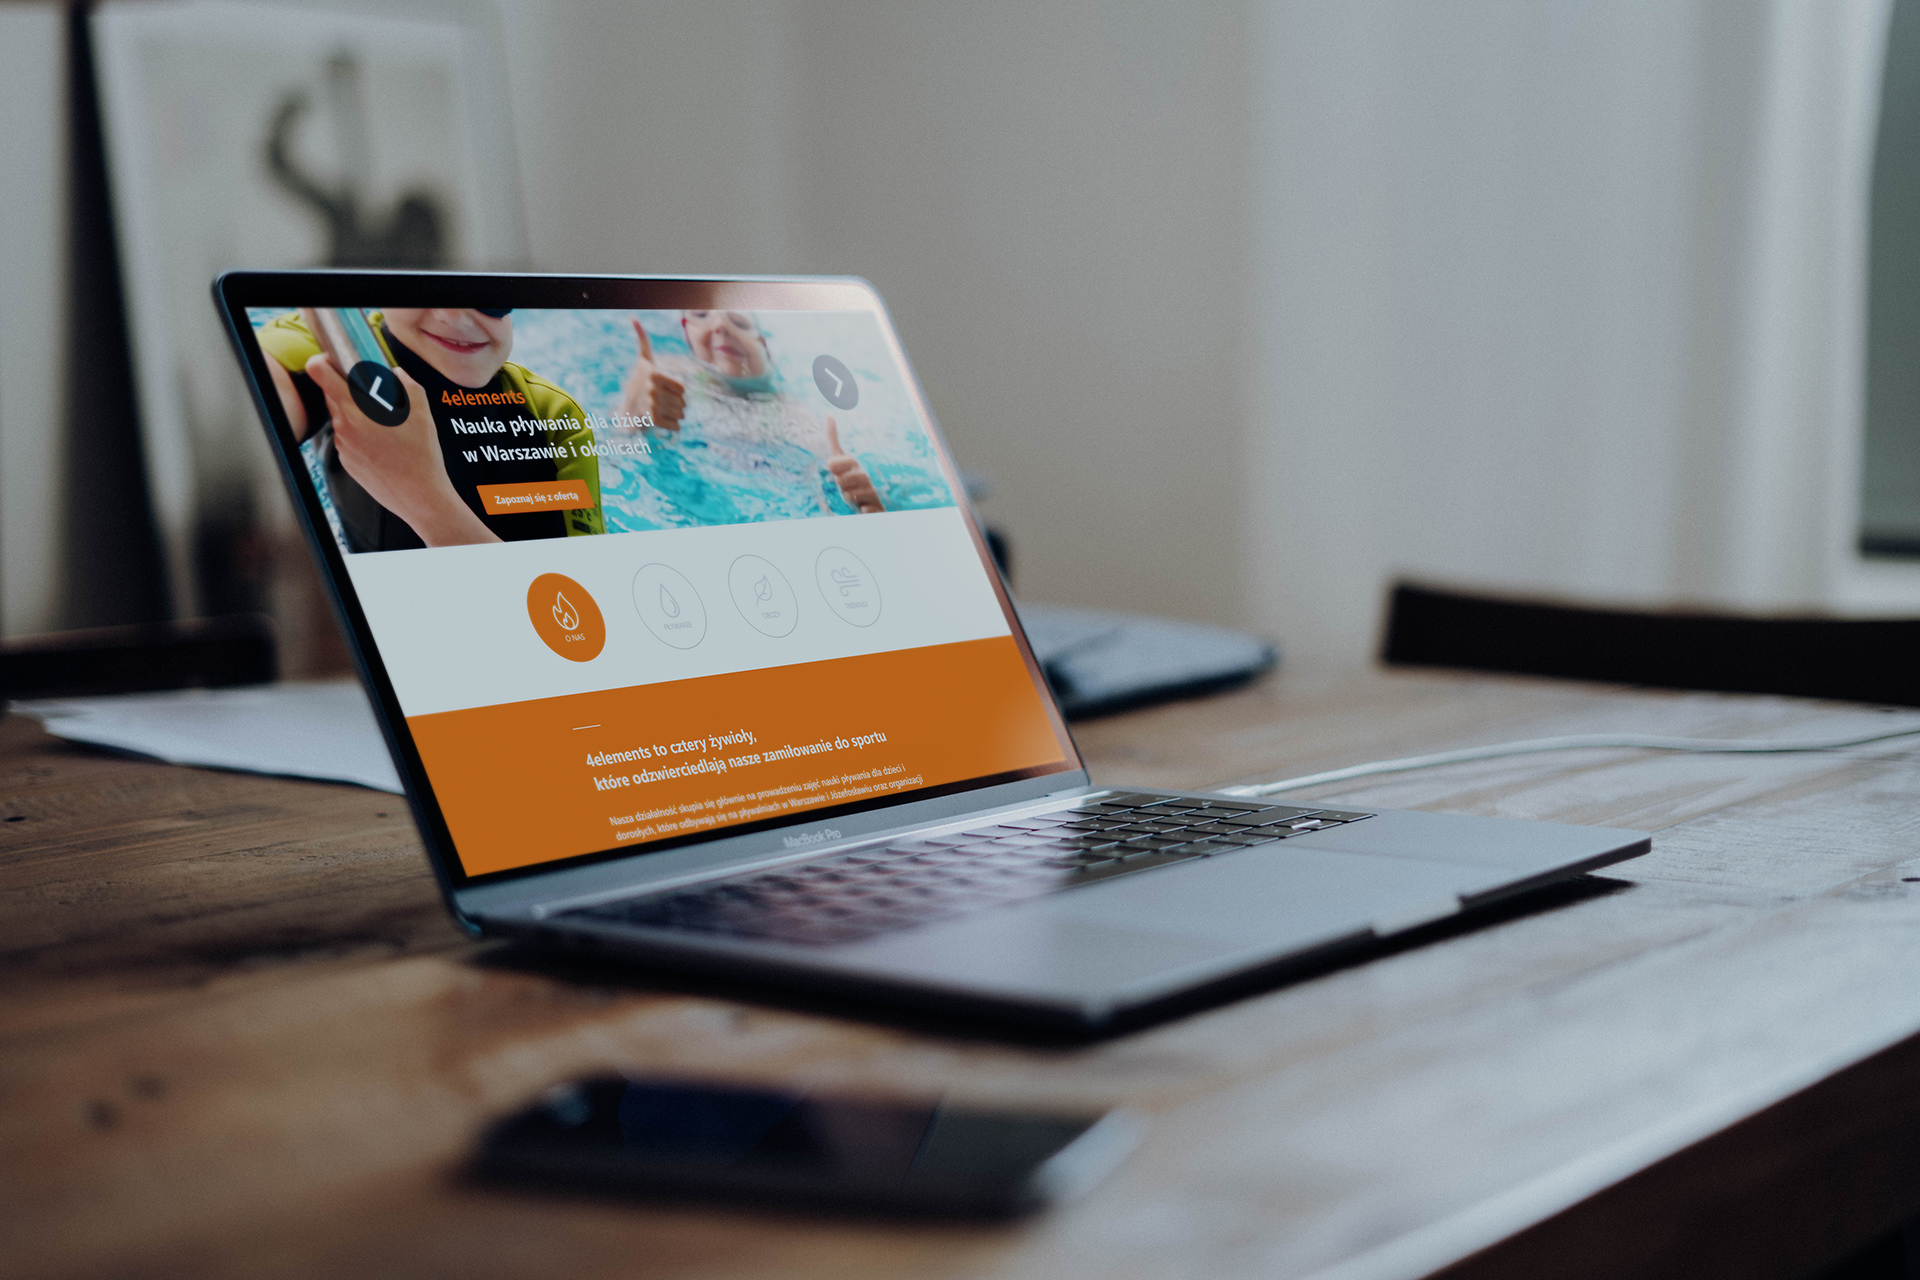 4elements
Nauka pływania dla dzieci
w Warszawie i okolicach
Zapoznaj się z ofertą
O NAS
PŁYWANIE
OBOZY
TRENINGI
4elements to cztery żywioły,
które odzwierciedlają nasze zamiłowanie do sportu
Nasza działalność skupia się głównie na prowadzeniu zajęć nauki pływania dla dzieci i
dorosłych, które odbywają się na pływalniach w Warszawie i Józefosławiu oraz organizacji
MacBook Pro